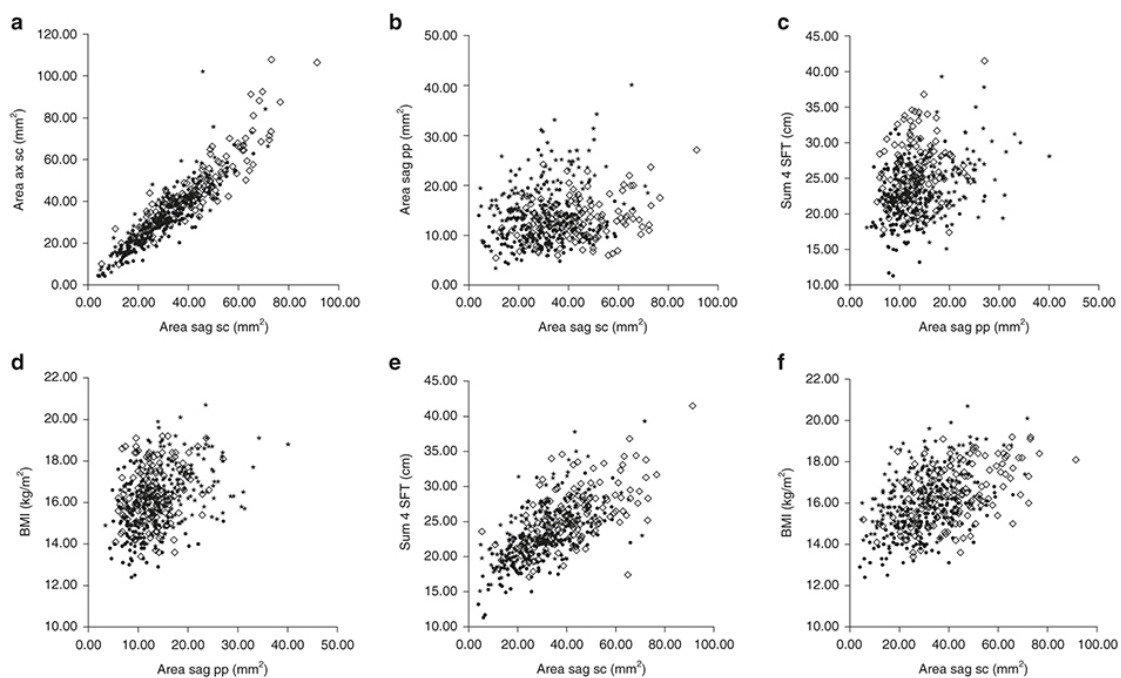 a
120.00
100.00
80.00
60.00
40.00
20.00
0.00
Area ax sc (mm²)
0.00 20.00 40.00 60.00 80.00 100.00
Area sag sc (mm²)
b
50.00
40.00
30.00
20.00
10.00
0.00
Area sag pp (mm²)
0.00 20.00 40.00 60.00 80.00 100.00
Area sag sc (mm²)
c
45.00
40.00
35.00
30.00
25.00
20.00
15.00
10.00
Sum 4 SFT (cm)
0.00 10.00 20.00 30.00 40.00 50.00
Area sag pp (mm²)
d
22.00
20.00
18.00
16.00
14.00
12.00
10.00
BMI (kg/m²)
0.00 10.00 20.00 30.00 40.00 50.00
Area sag pp (mm²)
e
45.00
40.00
35.00
30.00
25.00
20.00
15.00
10.00
Sum 4 SFT (cm)
0.00 20.00 40.00 60.00 80.00 100.00
Area sag sc (mm²)
f
22.00
20.00
18.00
16.00
14.00
12.00
10.00
BMI (kg/m²)
0.00 20.00 40.00 60.00 80.00 100.00
Area sag sc (mm²)